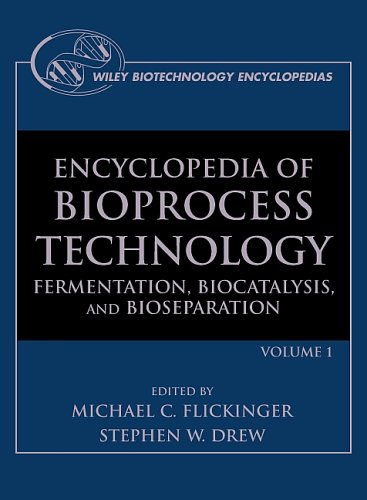 WILEY BIOTECHNOLOGY ENCYCLOPEDIAS
ENCYCLOPEDIA OF
BIOPROCESS
TECHNOLOGY
FERMENTATION, BIOCATALYSIS,
AND BIOSEPARATION
VOLUME 1
EDITED BY
MICHAEL C. FLICKINGER
STEPHEN W. DREW